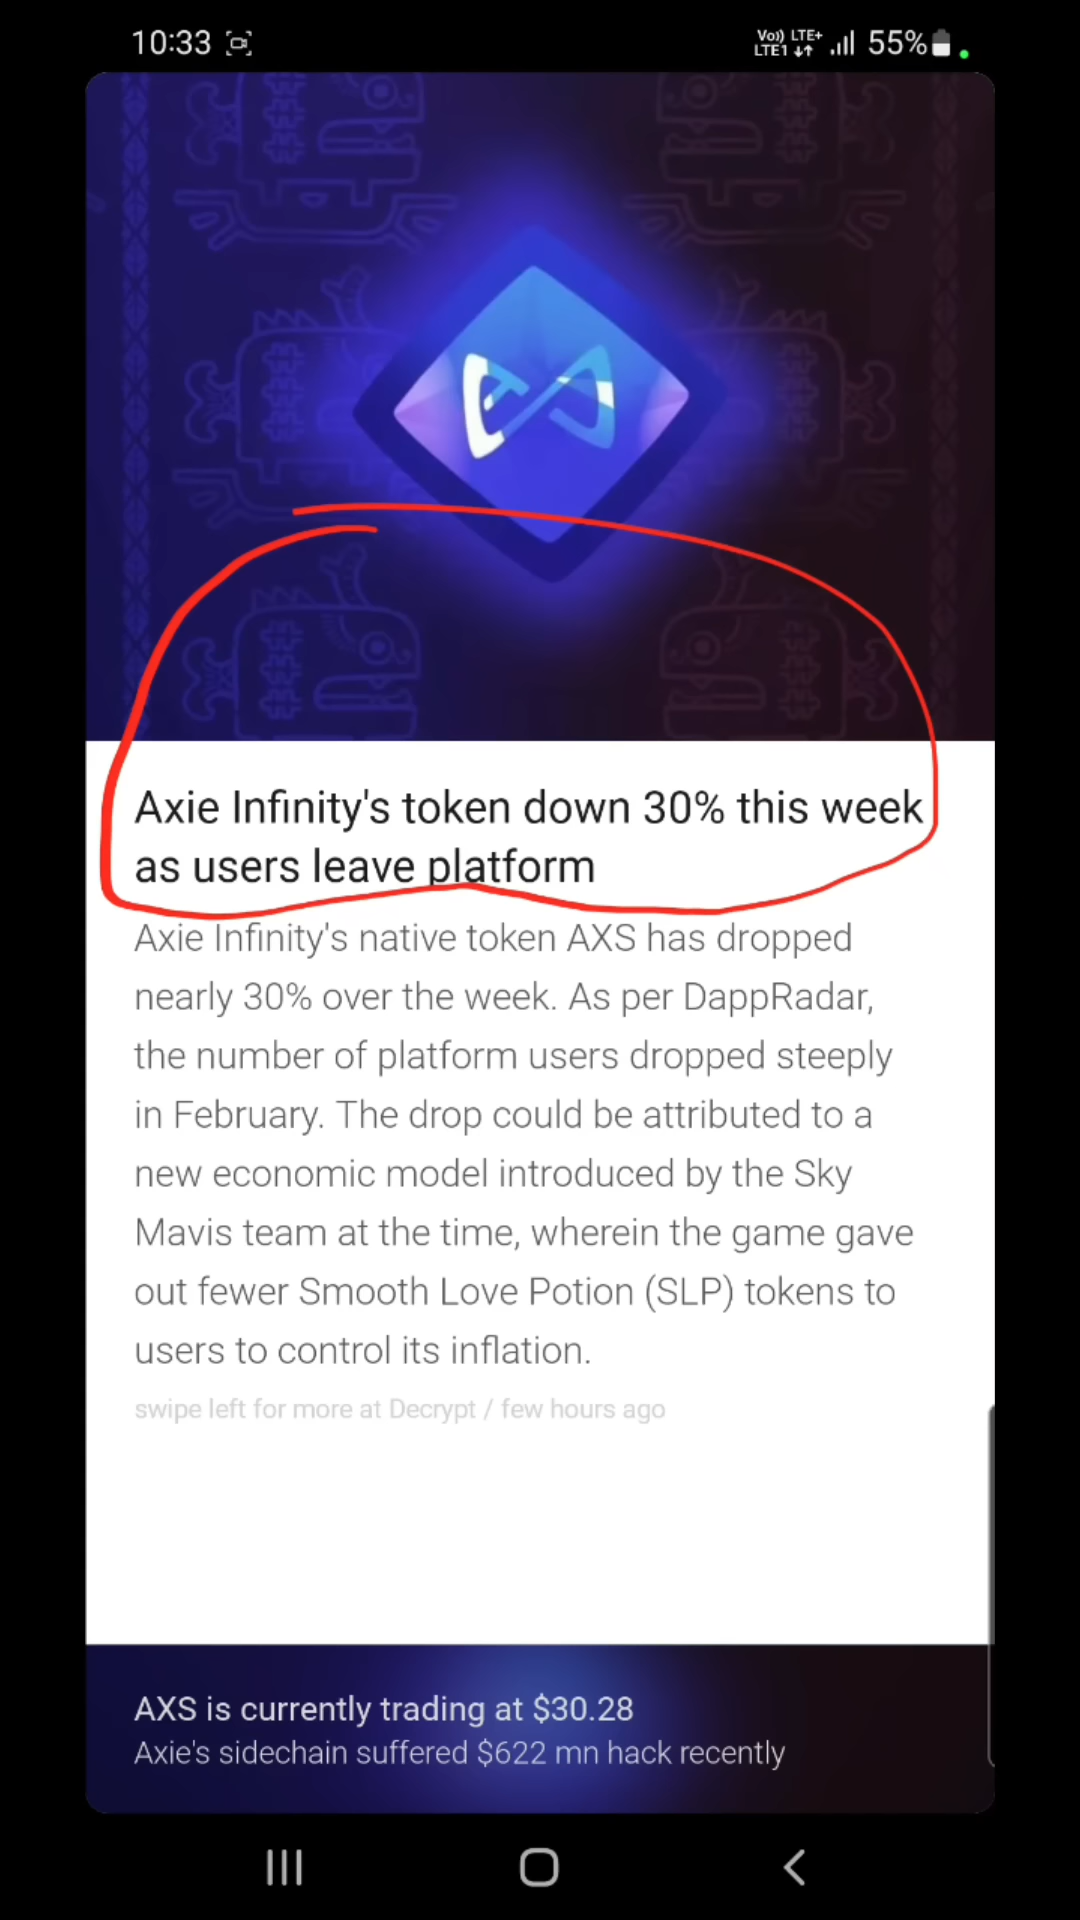 10:33
Vo)) LTE+
LTE1
55%
Axie Infinity's token down 30% this week
as users leave platform
Axie Infinity's native token AXS has dropped
nearly 30% over the week. As per DappRadar,
the number of platform users dropped steeply
in February. The drop could be attributed to a
new economic model introduced by the Sky
Mavis team at the time, wherein the game gave
out fewer Smooth Love Potion (SLP) tokens to
users to control its inflation.
swipe left for more at Decrypt / few hours ago
AXS is currently trading at $30.28
Axie's sidechain suffered $622 mn hack recently